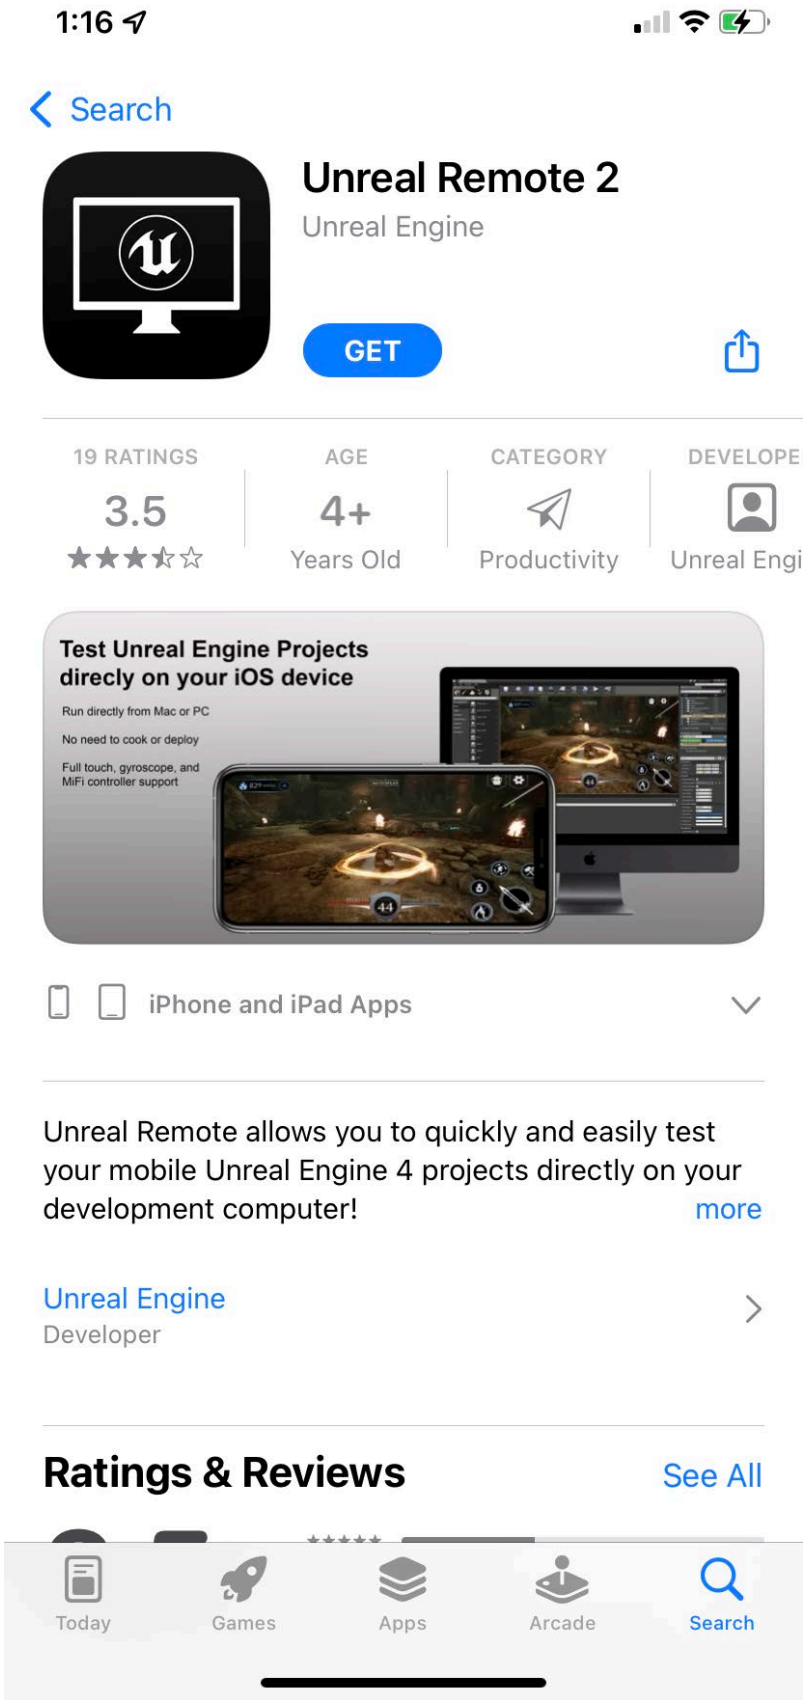 1:16
Search
Unreal Remote 2
Unreal Engine
GET
19 RATINGS
AGE
CATEGORY
DEVELOPE
3.5
4+
Years Old
Productivity
Unreal Engi
Test Unreal Engine Projects
direcly on your iOS device
Run directly from Mac or PC
No need to cook or deploy
Full touch, gyroscope, and
MiFi controller support
44
44
iPhone and iPad Apps
Unreal Remote allows you to quickly and easily test
your mobile Unreal Engine 4 projects directly on your
development computer!
more
Unreal Engine
Developer
Ratings & Reviews
See All
Today
Games
Apps
Arcade
Search